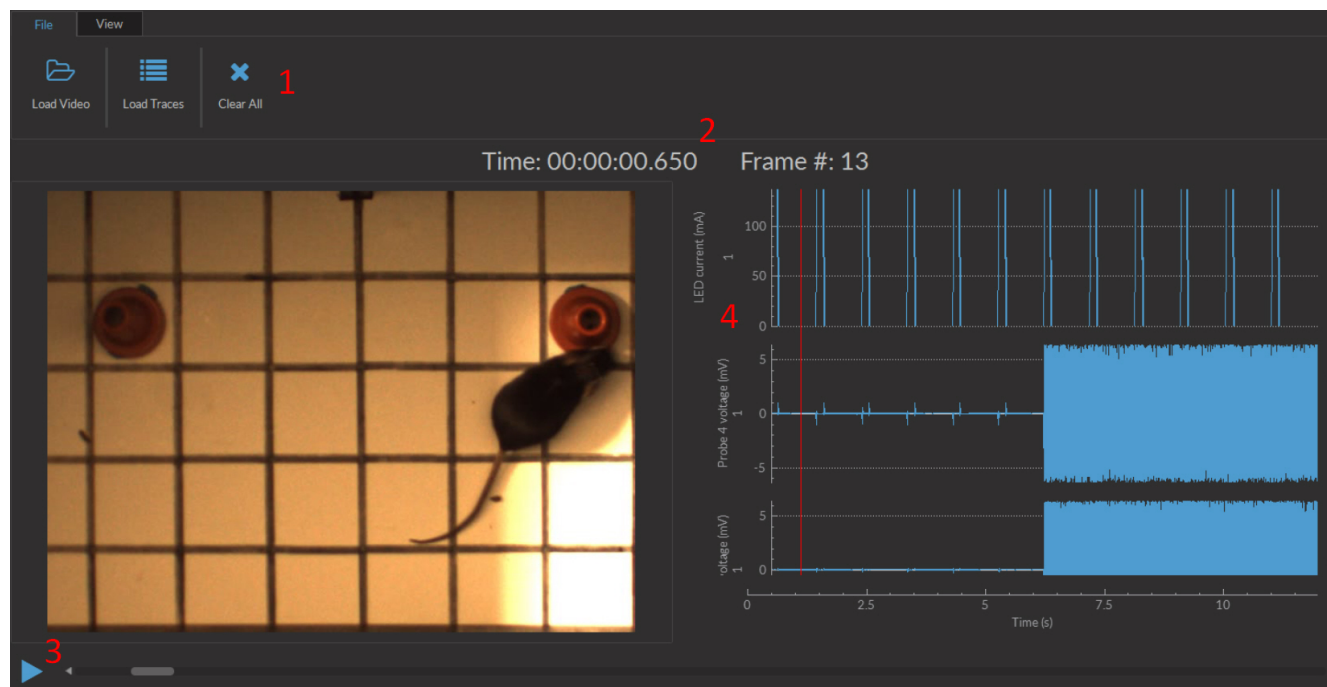 File View
Load Video Load Traces Clear All
1
2
Time: 00:00:00.650 Frame #: 13
LED current (mA)
1
100
50
0
4
Probe 4 voltage (mV)
1
5
0
-5
oltage (mV)
1
5
0
0 2.5 5 7.5 10
Time (s)
3